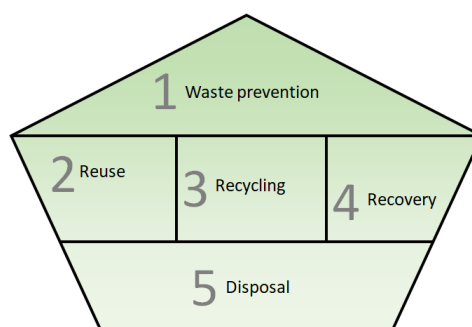 1 Waste prevention
2 Reuse
3 Recycling
4 Recovery
5 Disposal